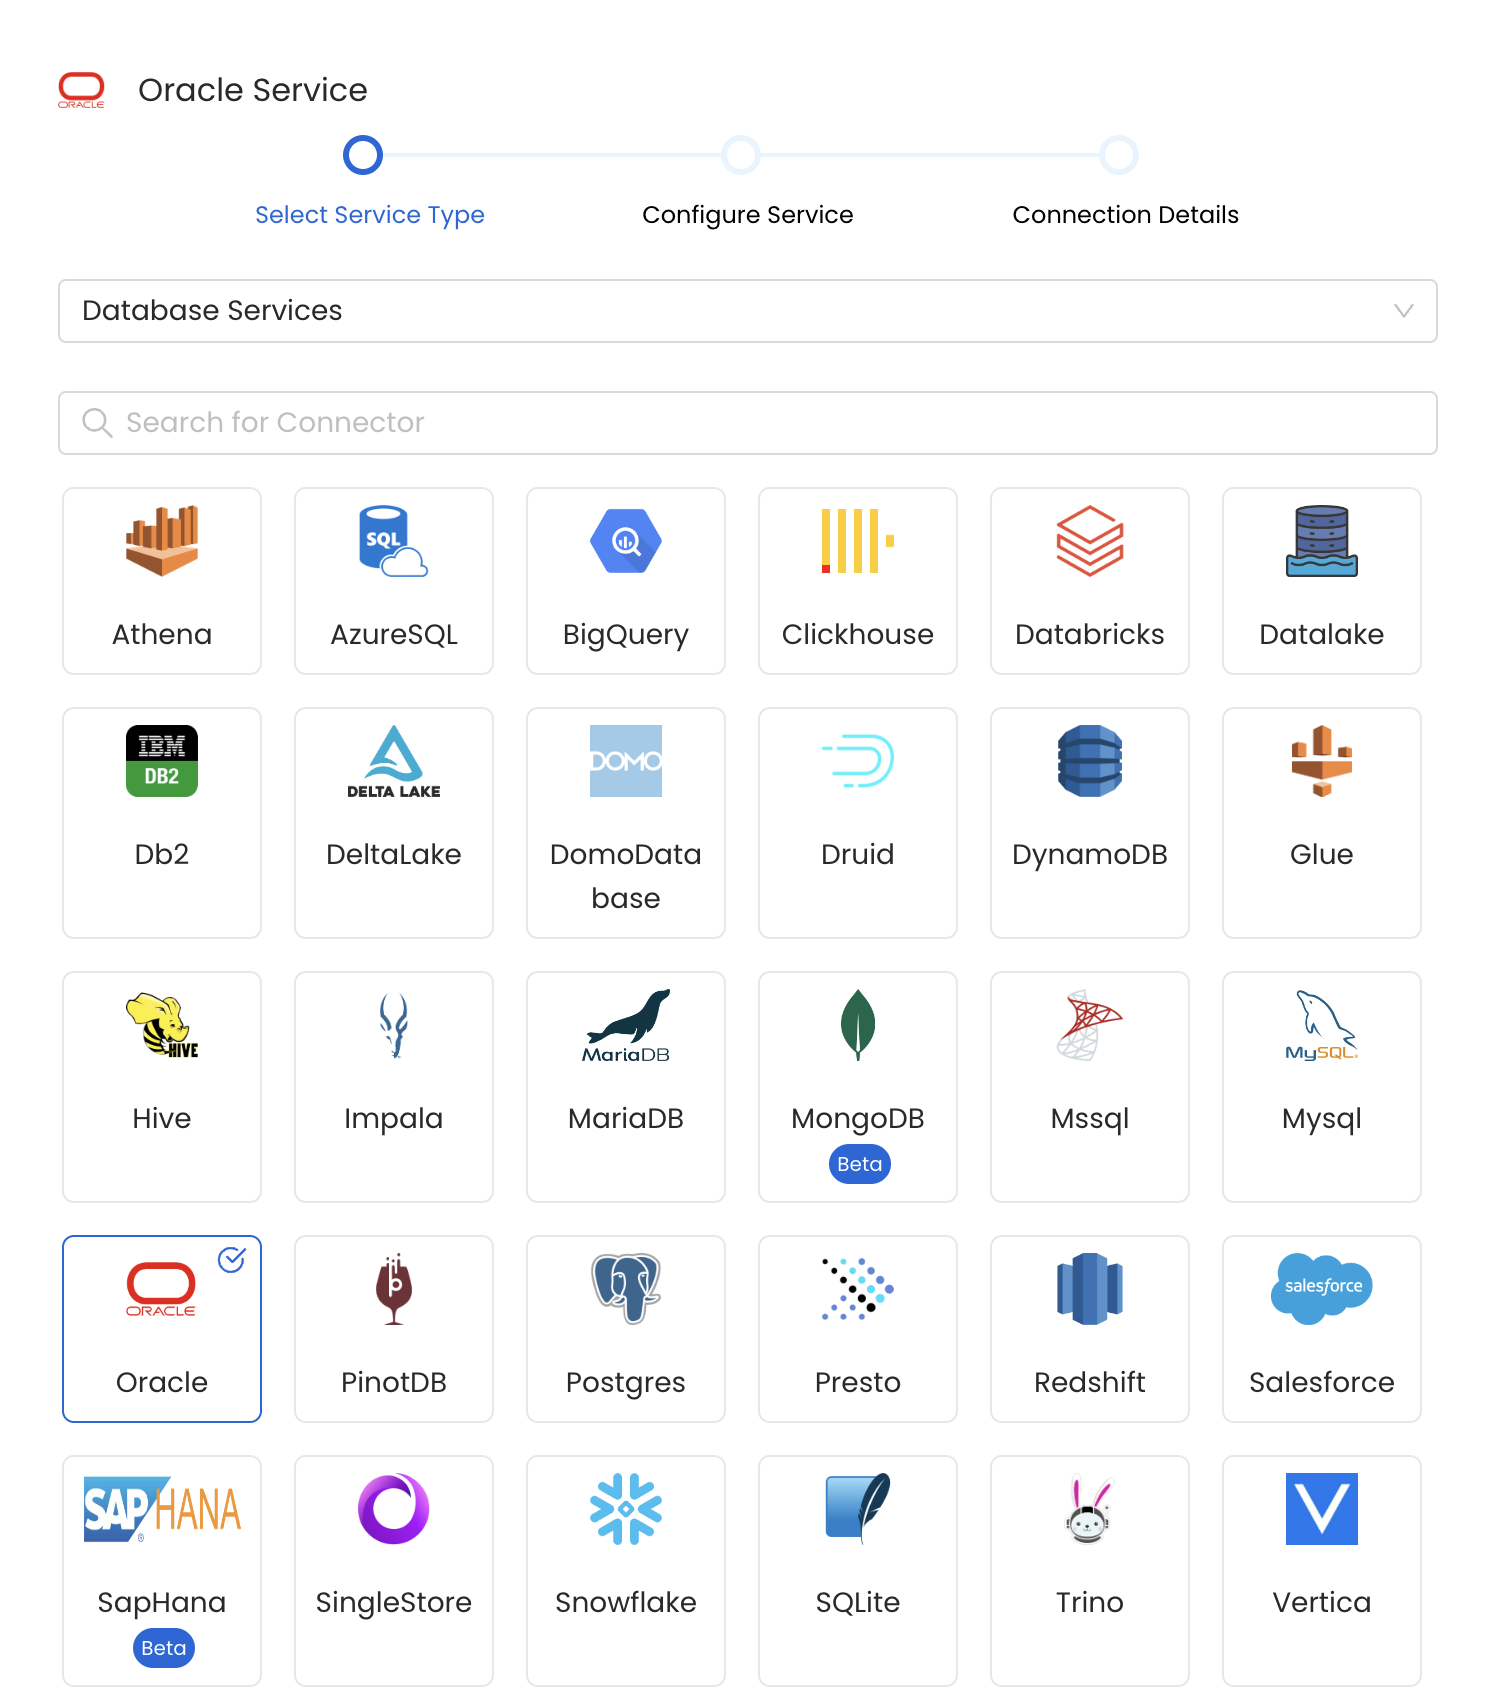 ORACLE
Oracle Service
Select Service Type
Configure Service
Connection Details
Database Services
Search for Connector
SQL
Athena
AzureSQL
BigQuery
Clickhouse
Databricks
Datalake
IBM
DB2
DELTA LAKE
DOMO
Db2
DeltaLake
DomoData
base
Druid
DynamoDB
Glue
HIVE
MariaDB
MySQL
Hive
Impala
MariaDB
MongoDB
Beta
Mssql
Mysql
ORACLE
b
salesforce
Oracle
PinotDB
Postgres
Presto
Redshift
Salesforce
SAP HANA
®
SapHana
Beta
SingleStore
Snowflake
SQLite
Trino
Vertica